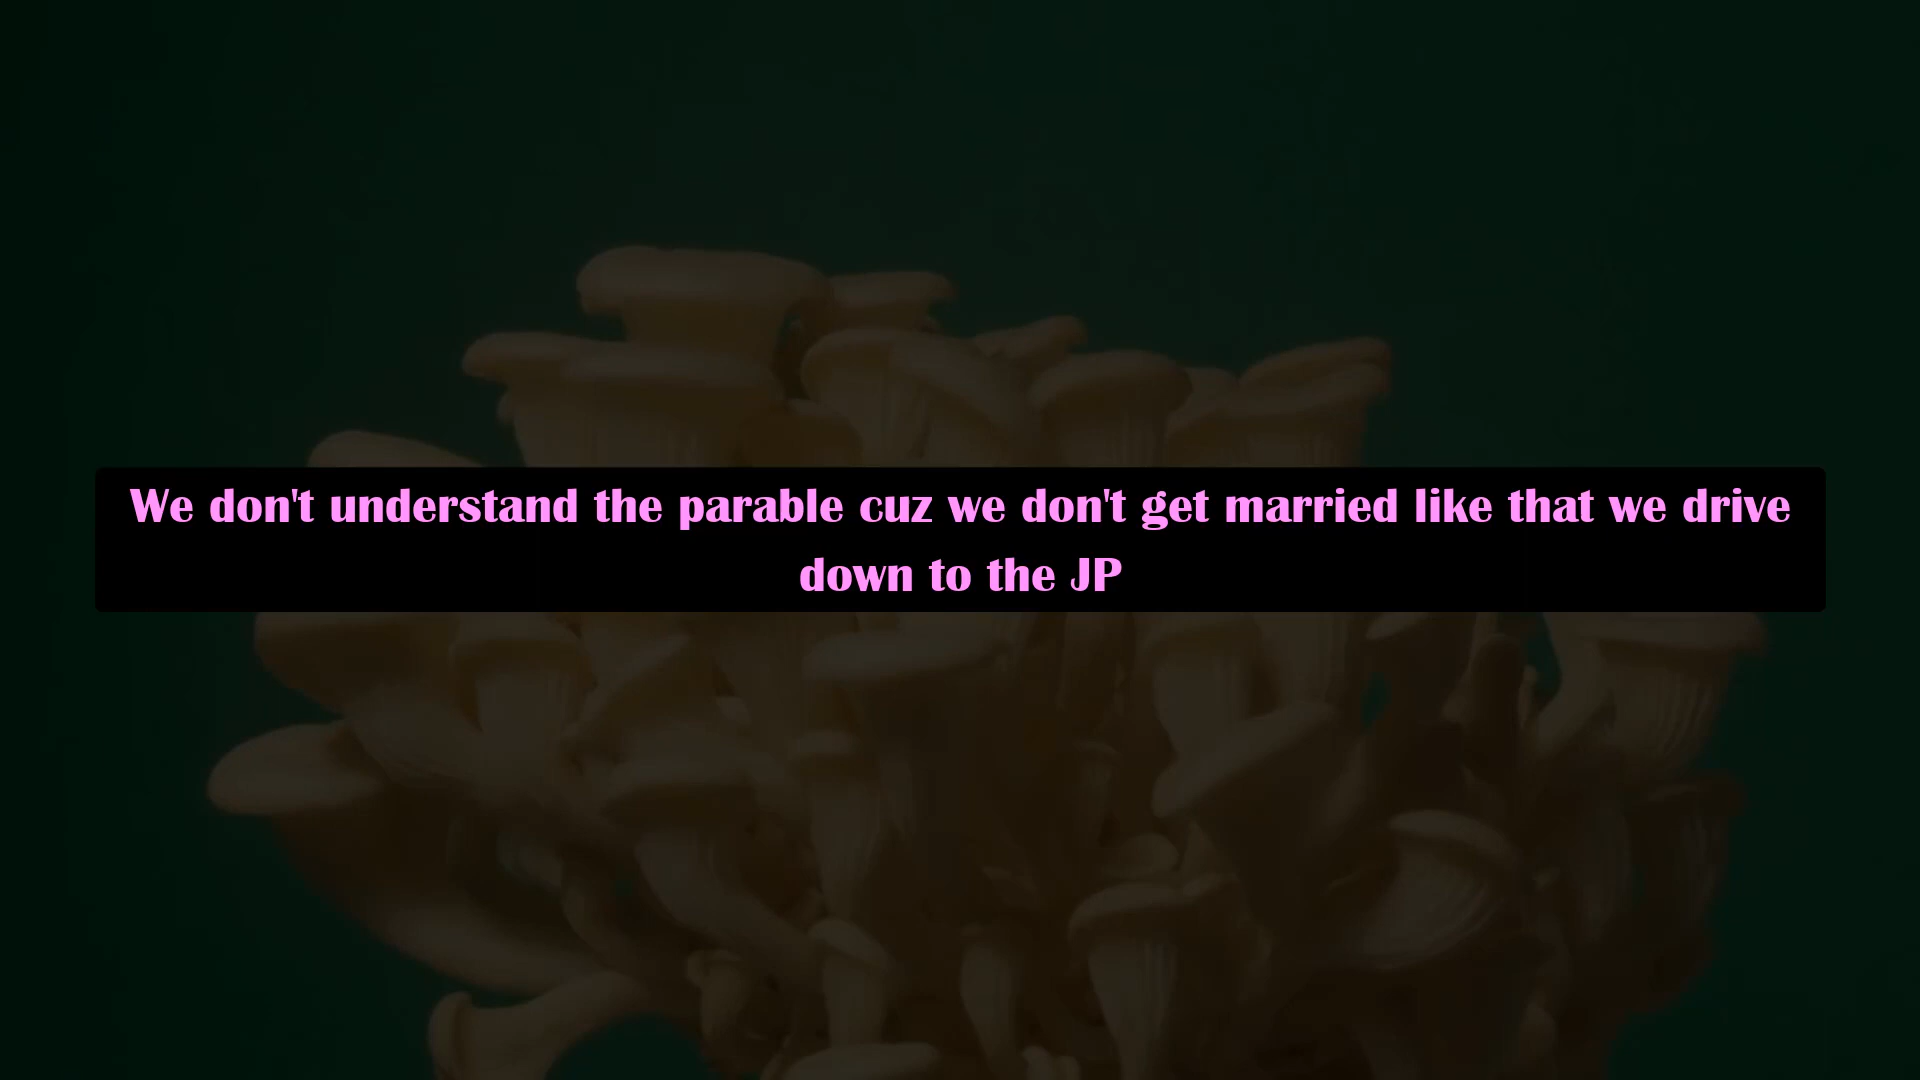 We don't understand the parable cuz we don't get married like that we drive
down to the JP